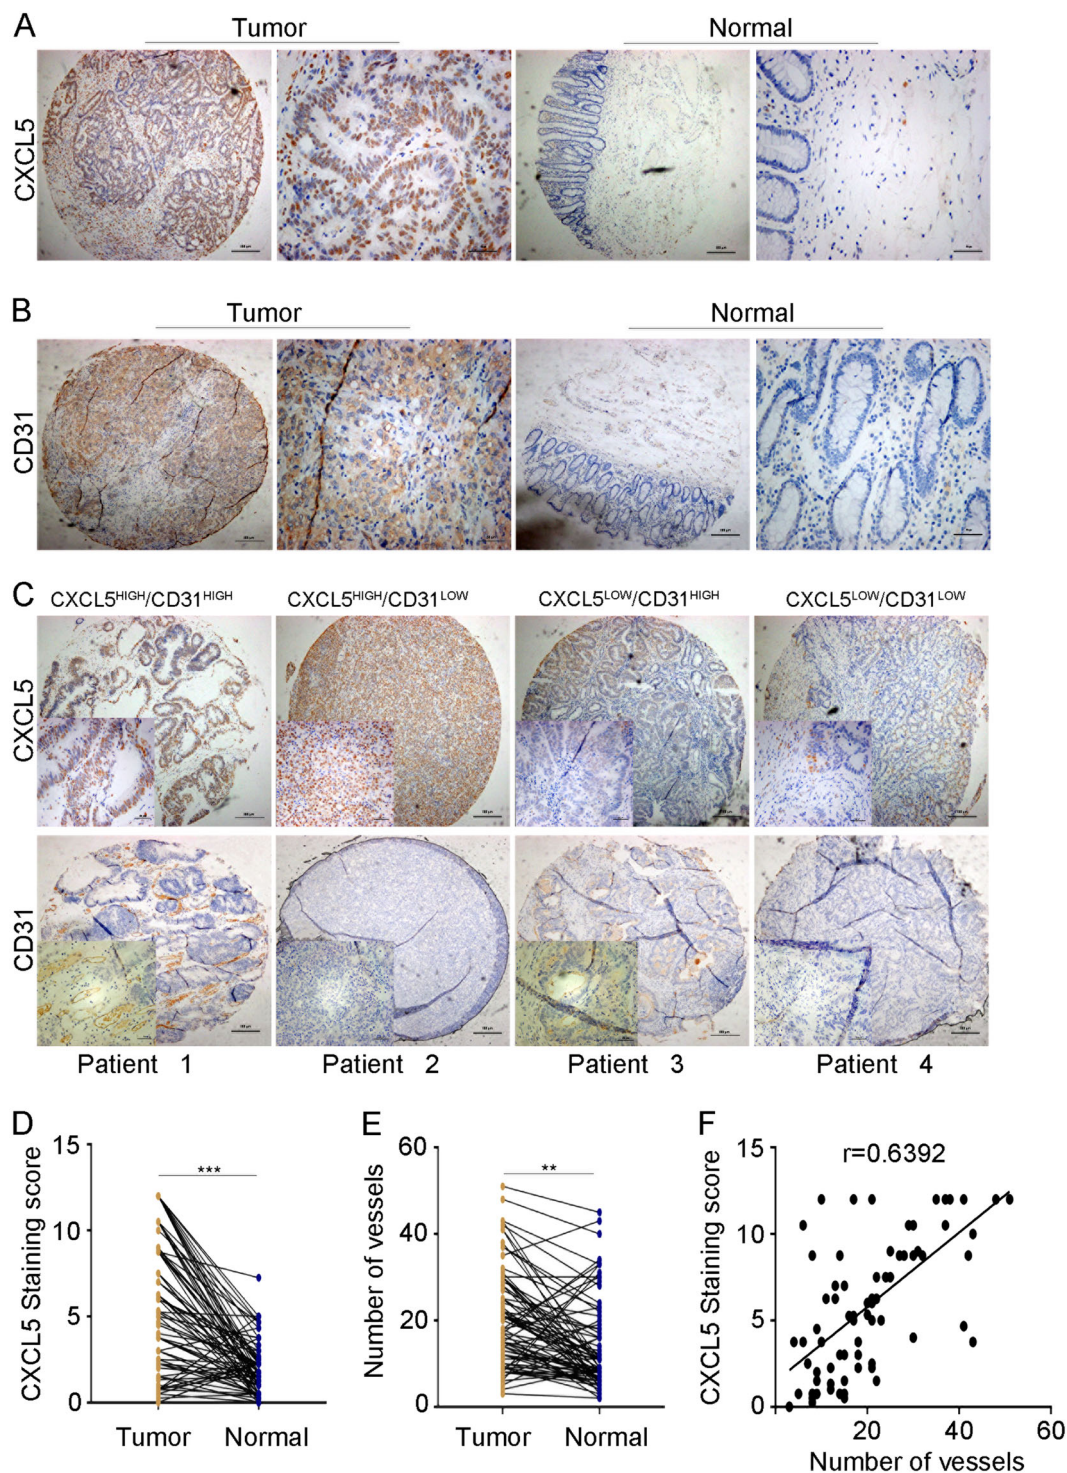 A
Tumor
Normal
CXCL5
B
Tumor
Normal
CD31
C
CXCL5HIGH/CD31HIGH
CXCL5HIGH/CD31LOW
CXCL5LOW/CD31HIGH
CXCL5LOW/CD31LOW
CXCL5
CD31
Patient 1
Patient 2
Patient 3
Patient 4
D
CXCL5 Staining score
15
10
5
0
***
Tumor
Normal
E
Number of vessels
60
40
20
0
**
Tumor
Normal
F
CXCL5 Staining score
15
10
5
0
r=0.6392
20
40
60
Number of vessels